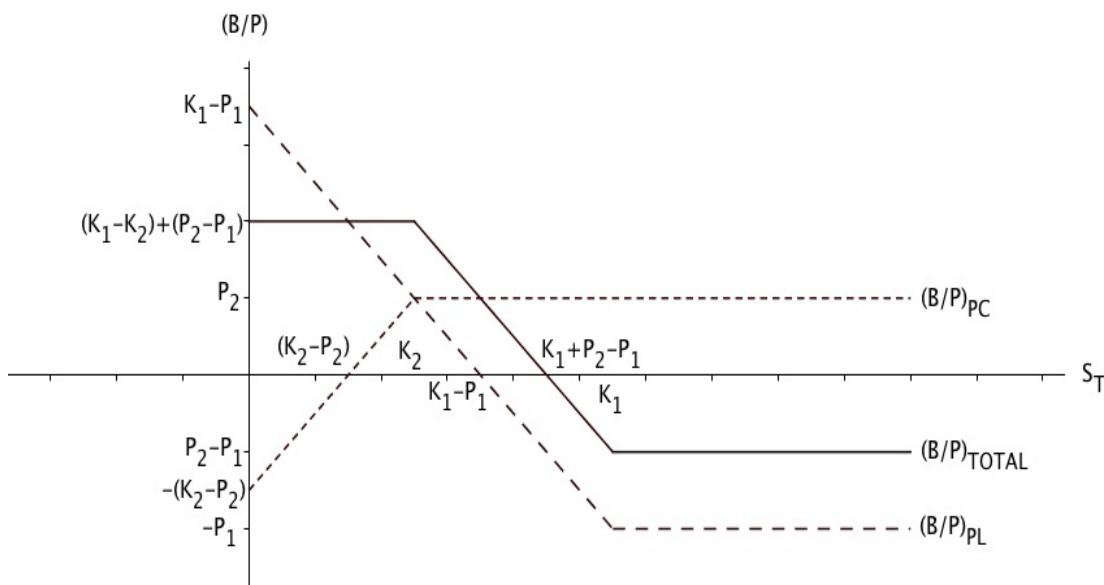 (B/P)
K₁–P₁
(K₁–K₂)+(P₂–P₁)
P₂
(B/P)PC
(K₂–P₂)
K₂
K₁+P₂–P₁
S_T
K₁–P₁
K₁
P₂–P₁
(B/P)TOTAL
–(K₂–P₂)
–P₁
(B/P)PL